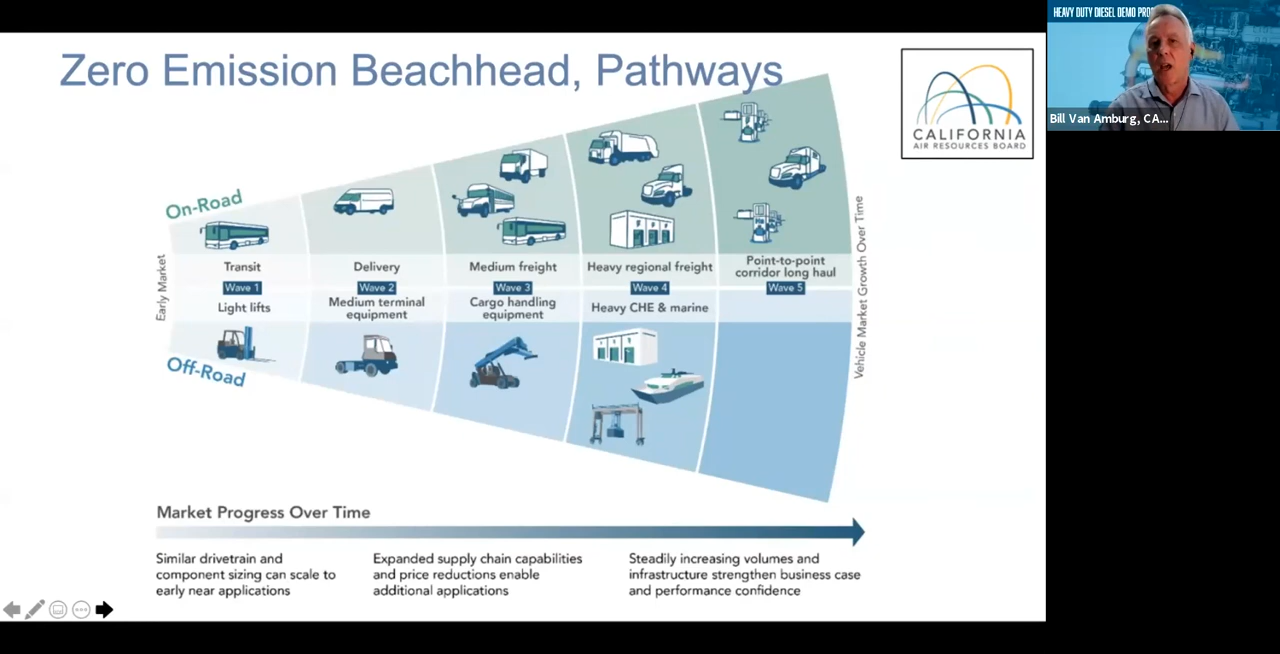 Zero Emission Beachhead, Pathways
CALIFORNIA
AIR RESOURCES BOARD
HEAVY DUTY DIESEL DEMO
Bill Van Amburg, CA...
On-Road
Early Market
Transit
Delivery
Medium freight
Heavy regional freight
Point-to-point
corridor long haul
Wave 1
Wave 2
Wave 3
Wave 4
Wave 5
Light lifts
Medium terminal
equipment
Cargo handling
equipment
Heavy CHE & marine
Off-Road
Vehicle Market Growth Over Time
Market Progress Over Time
Similar drivetrain and
component sizing can scale to
early near applications
Expanded supply chain capabilities
and price reductions enable
additional applications
Steadily increasing volumes and
infrastructure strengthen business case
and performance confidence